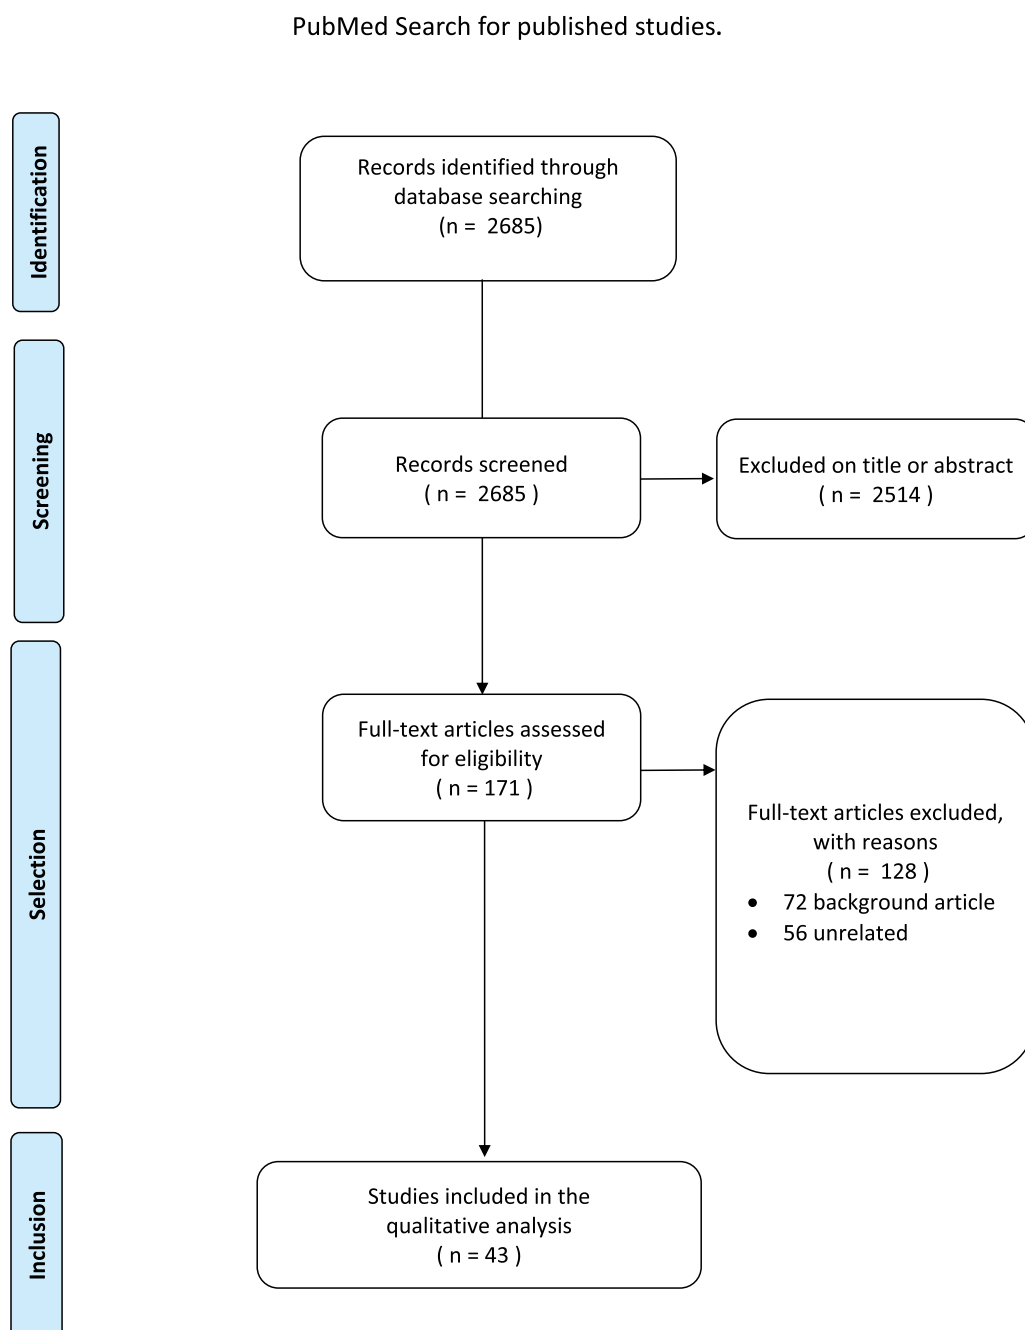 PubMed Search for published studies.
Identification
Records identified through
database searching
(n =  2685)
Screening
Records screened
( n =  2685 )
Excluded on title or abstract
( n =  2514 )
Selection
Full-text articles assessed
for eligibility
( n = 171 )
Full-text articles excluded,
with reasons
( n =  128 )
• 72 background article
• 56 unrelated
Inclusion
Studies included in the
qualitative analysis
( n = 43 )